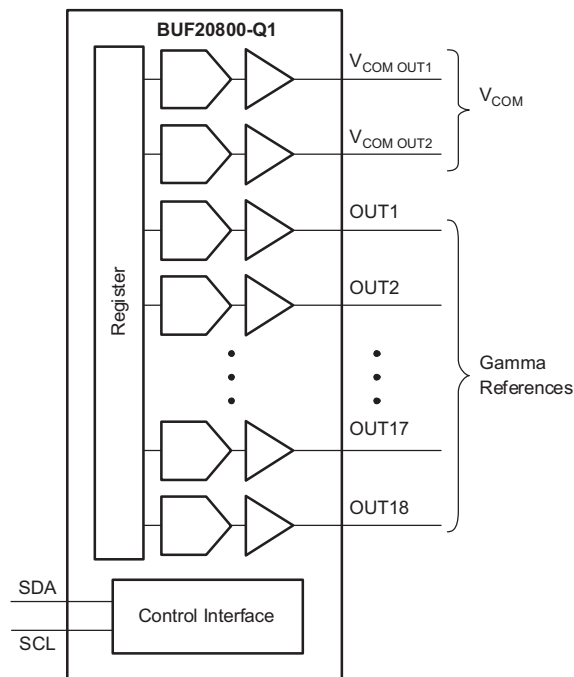 BUF20800-Q1
V_COM OUT1
V_COM
V_COM OUT2
OUT1
OUT2
Register
Gamma
References
OUT17
OUT18
SDA
Control Interface
SCL